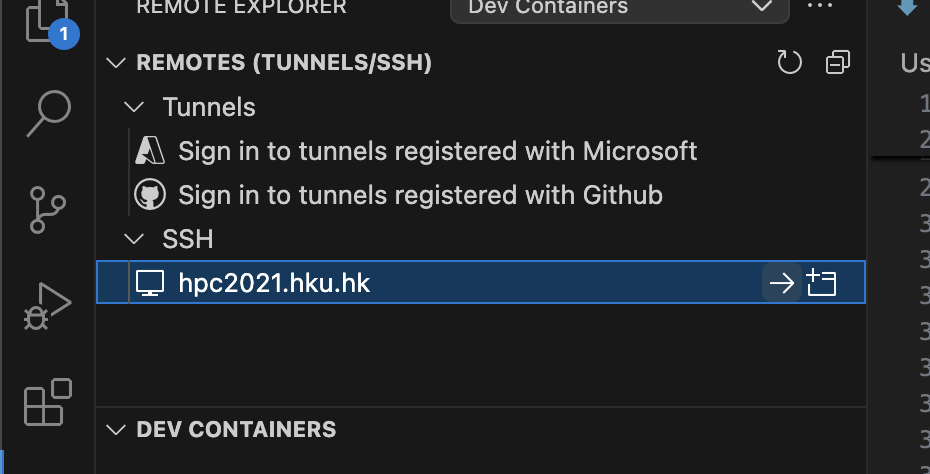 REMOTE EXPLORER
Dev Containers
1
REMOTES (TUNNELS/SSH)
Tunnels
Sign in to tunnels registered with Microsoft
Sign in to tunnels registered with Github
SSH
hpc2021.hku.hk
DEV CONTAINERS
Us
1
2
2
3
3
3
3
3
3
3